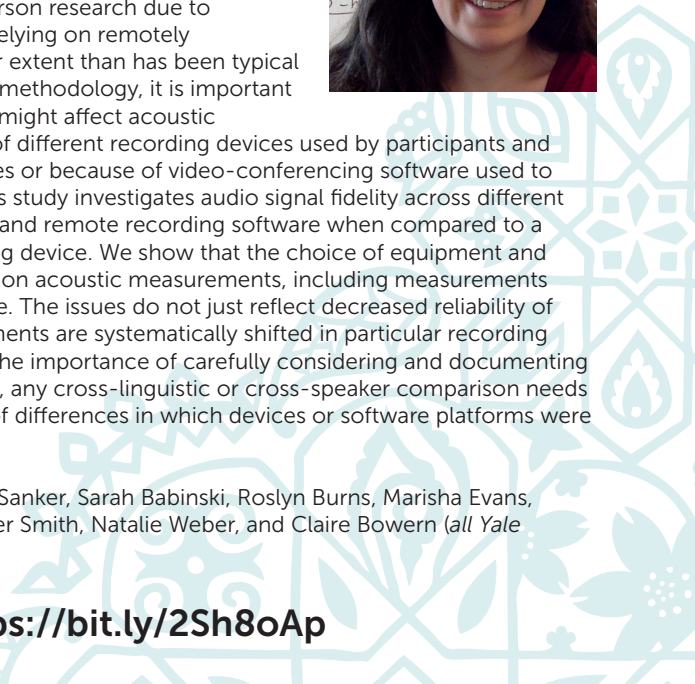 rson research due to
elying on remotely
r extent than has been typical
methodology, it is important
might affect acoustic
of different recording devices used by participants and
es or because of video-conferencing software used to
s study investigates audio signal fidelity across different
and remote recording software when compared to a
g device. We show that the choice of equipment and
on acoustic measurements, including measurements
e. The issues do not just reflect decreased reliability of
ments are systematically shifted in particular recording
he importance of carefully considering and documenting
, any cross-linguistic or cross-speaker comparison needs
of differences in which devices or software platforms were
Sanker, Sarah Babinski, Roslyn Burns, Marisha Evans,
er Smith, Natalie Weber, and Claire Bowern (all Yale
ps://bit.ly/2Sh8oAp